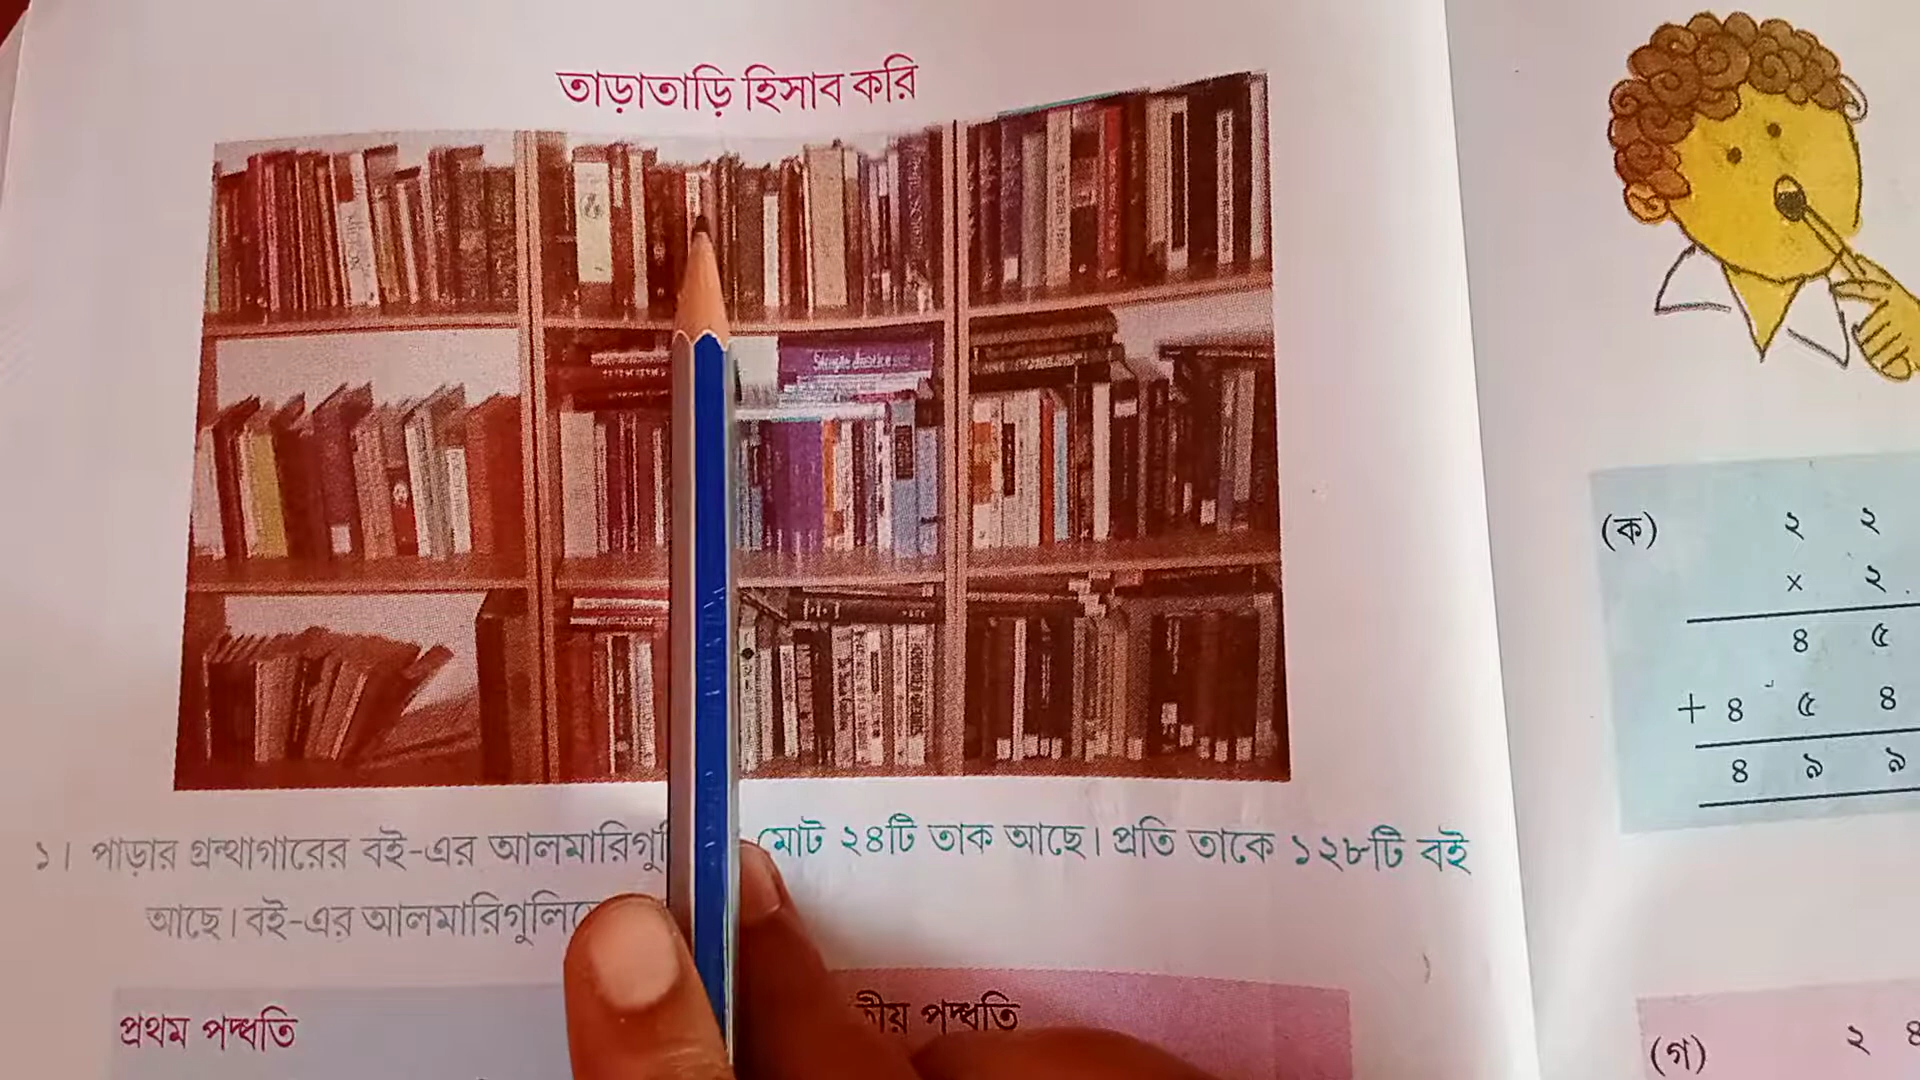 তাড়াতাড়ি হিসাব করি
১। পাড়ার গ্রন্থাগারের বই-এর আলমারিগু মোট ২৪টি তাক আছে। প্রতি তাকে ১২৮টি বই
আছে। বই-এর আলমারিগুলিতে
প্রথম পদ্ধতি
তীয় পদ্ধতি
(ক) ২ ২
× ২
৪ ৫
+ ৪ ৫ ৪
৪ ৯ ৯
(গ) ২ ৪